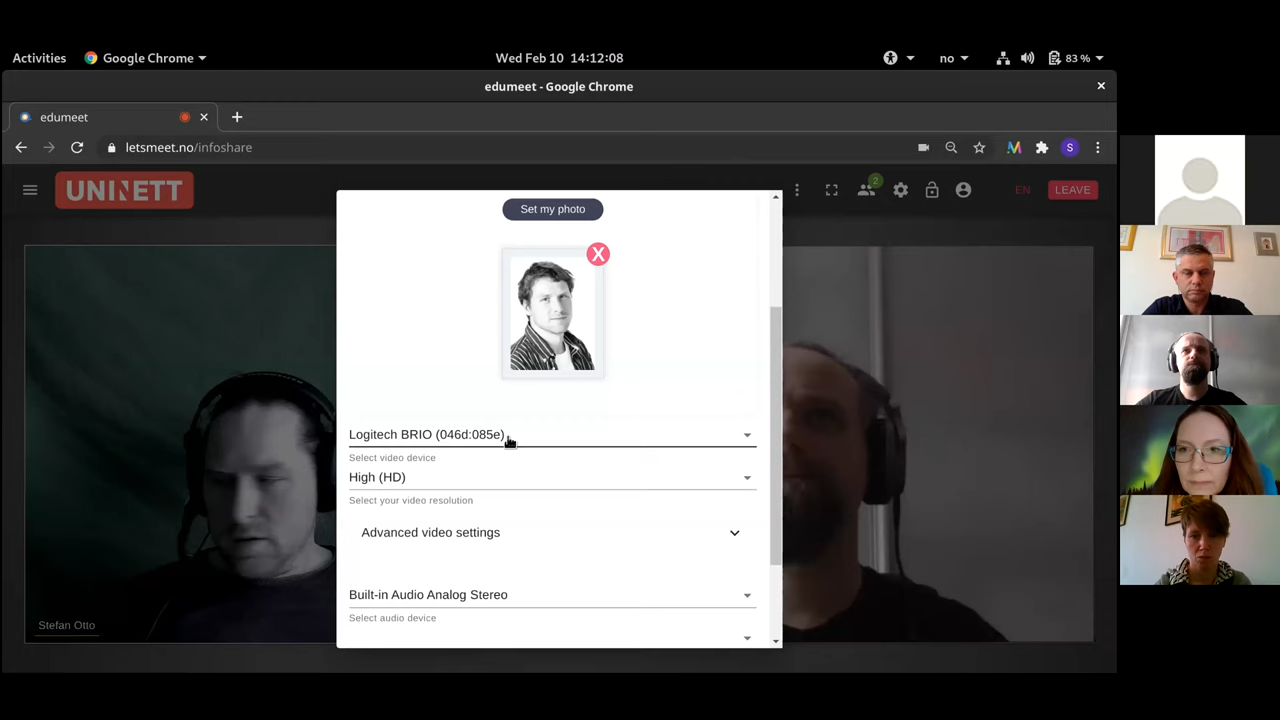 Activities
Google Chrome
Wed Feb 10 14:12:08
no
83 %
edumeet - Google Chrome
edumeet
letsmeet.no/infoshare
M
S
UNINETT
2
EN
LEAVE
Set my photo
X
Logitech BRIO (046d:085e)
Select video device
High (HD)
Select your video resolution
Advanced video settings
Built-in Audio Analog Stereo
Select audio device
Stefan Otto